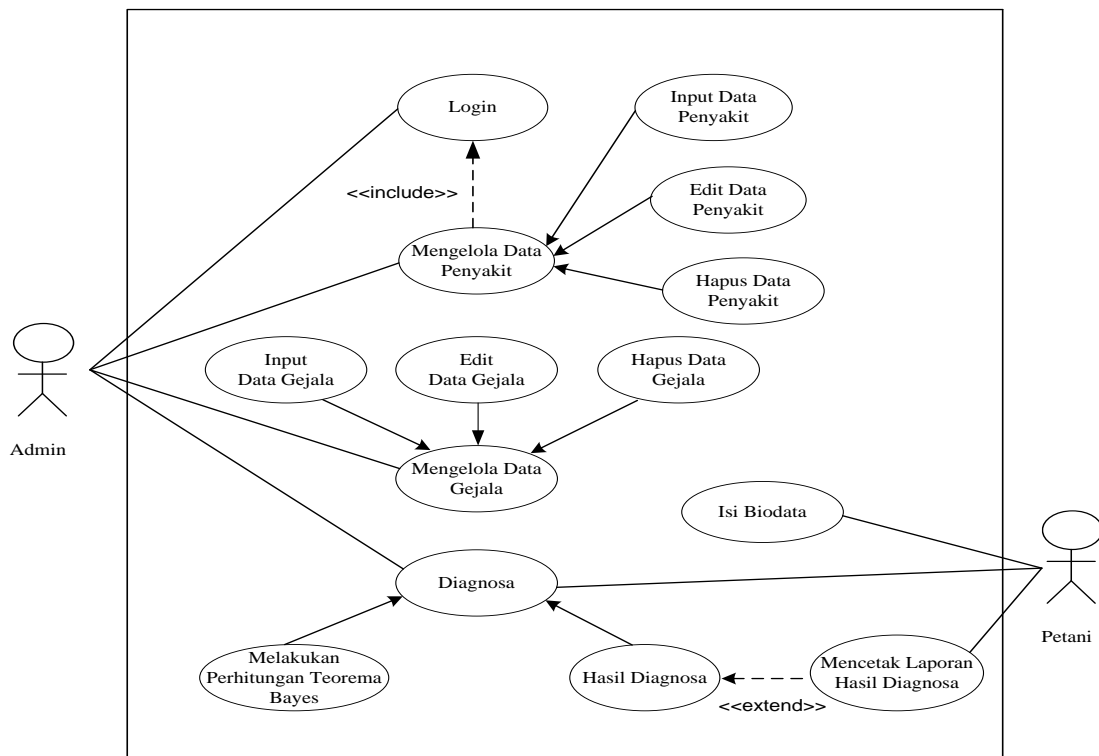 Login
Input Data
Penyakit
<<include>>
Edit Data
Penyakit
Mengelola Data
Penyakit
Hapus Data
Penyakit
Input
Data Gejala
Edit
Data Gejala
Hapus Data
Gejala
Admin
Mengelola Data
Gejala
Isi Biodata
Diagnosa
Petani
Melakukan
Perhitungan Teorema
Bayes
Hasil Diagnosa
Mencetak Laporan
Hasil Diagnosa
<<extend>>